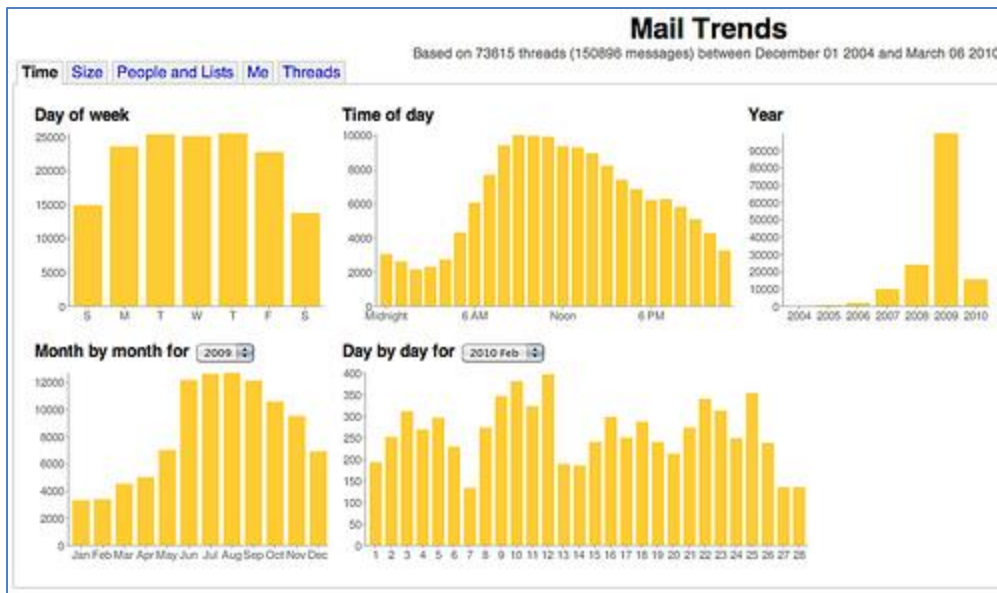 Mail Trends
Based on 73615 threads (150896 messages) between December 01 2004 and March 06 2010
Time Size People and Lists Me Threads
Day of week
25000
20000
15000
10000
5000
0
S M T W T F S
Time of day
10000
8000
6000
4000
2000
0
Midnight 6 AM Noon 6 PM
Year
90000
80000
70000
60000
50000
40000
30000
20000
10000
0
2004 2005 2006 2007 2008 2009 2010
Month by month for 2009
12000
10000
8000
6000
4000
2000
0
Jan Feb Mar Apr May Jun Jul Aug Sep Oct Nov Dec
Day by day for 2010 Feb
400
350
300
250
200
150
100
50
0
1 2 3 4 5 6 7 8 9 10 11 12 13 14 15 16 17 18 19 20 21 22 23 24 25 26 27 28